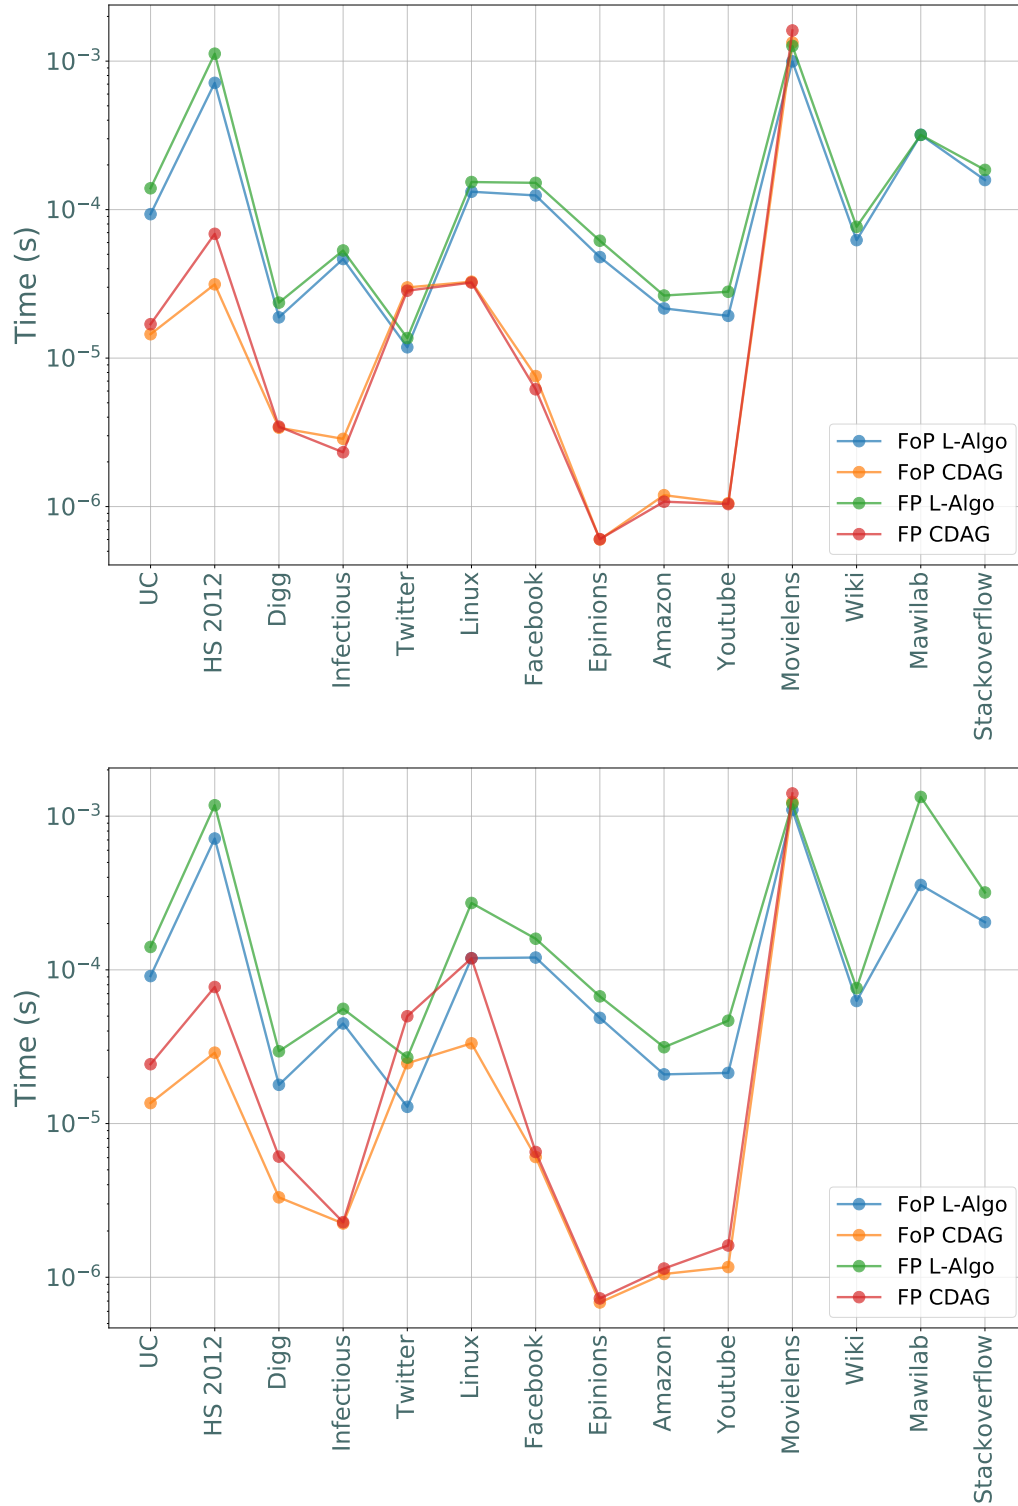 10⁻³
10⁻⁴
10⁻⁵
10⁻⁶
Time (s)
FoP L-Algo
FoP CDAG
FP L-Algo
FP CDAG
UC
HS 2012
Digg
Infectious
Twitter
Linux
Facebook
Epinions
Amazon
Youtube
Movielens
Wiki
Mawilab
Stackoverflow
10⁻³
10⁻⁴
10⁻⁵
10⁻⁶
Time (s)
FoP L-Algo
FoP CDAG
FP L-Algo
FP CDAG
UC
HS 2012
Digg
Infectious
Twitter
Linux
Facebook
Epinions
Amazon
Youtube
Movielens
Wiki
Mawilab
Stackoverflow